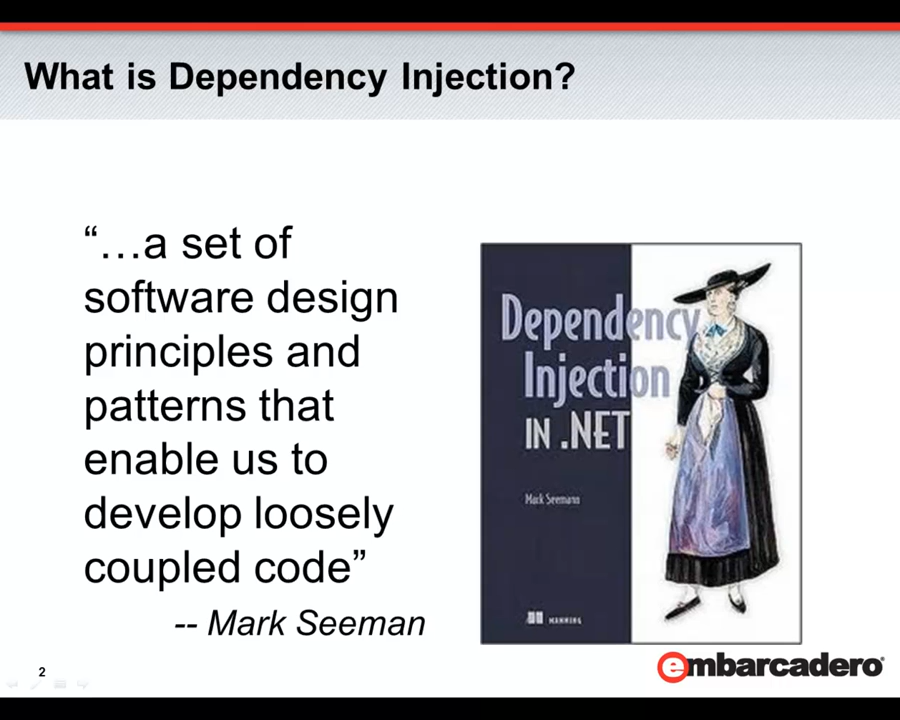 What is Dependency Injection?
“…a set of
software design
principles and
patterns that
enable us to
develop loosely
coupled code”
-- Mark Seeman
Dependency
Injection
IN .NET
Mark Seemann
MANNING
2
embarcadero®